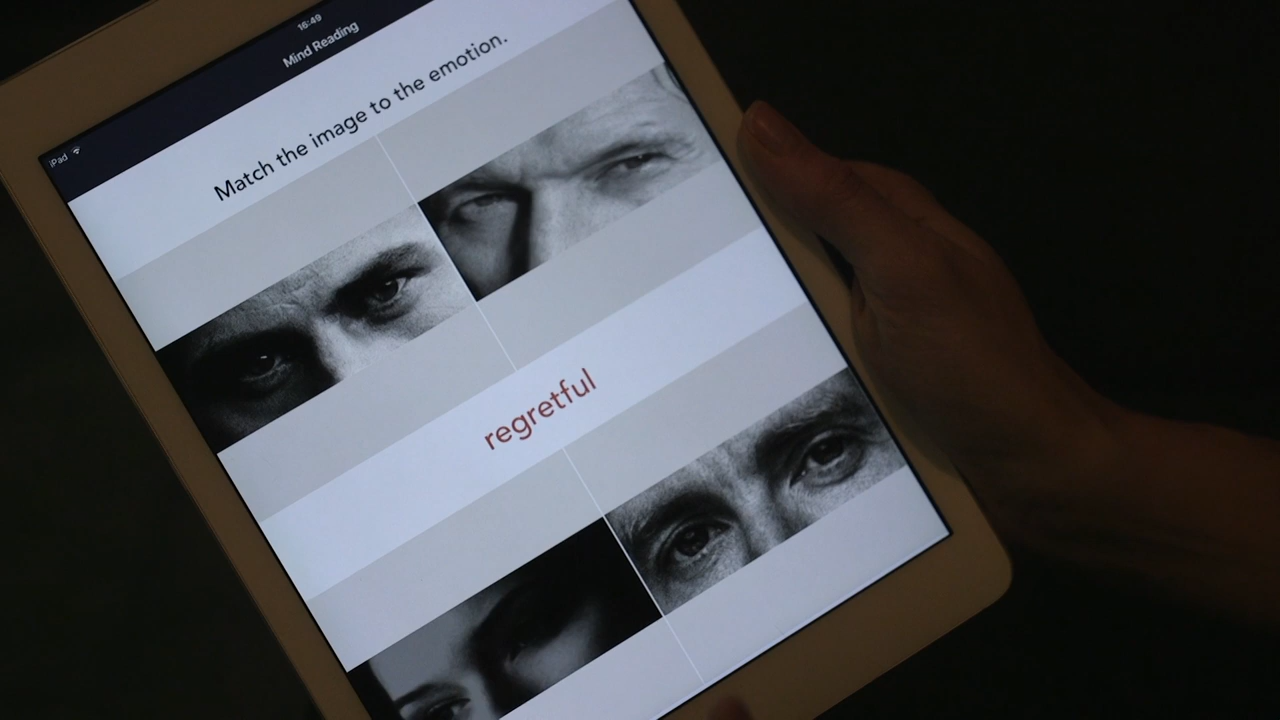 iPad
16:49
Mind Reading
Match the image to the emotion.
regretful